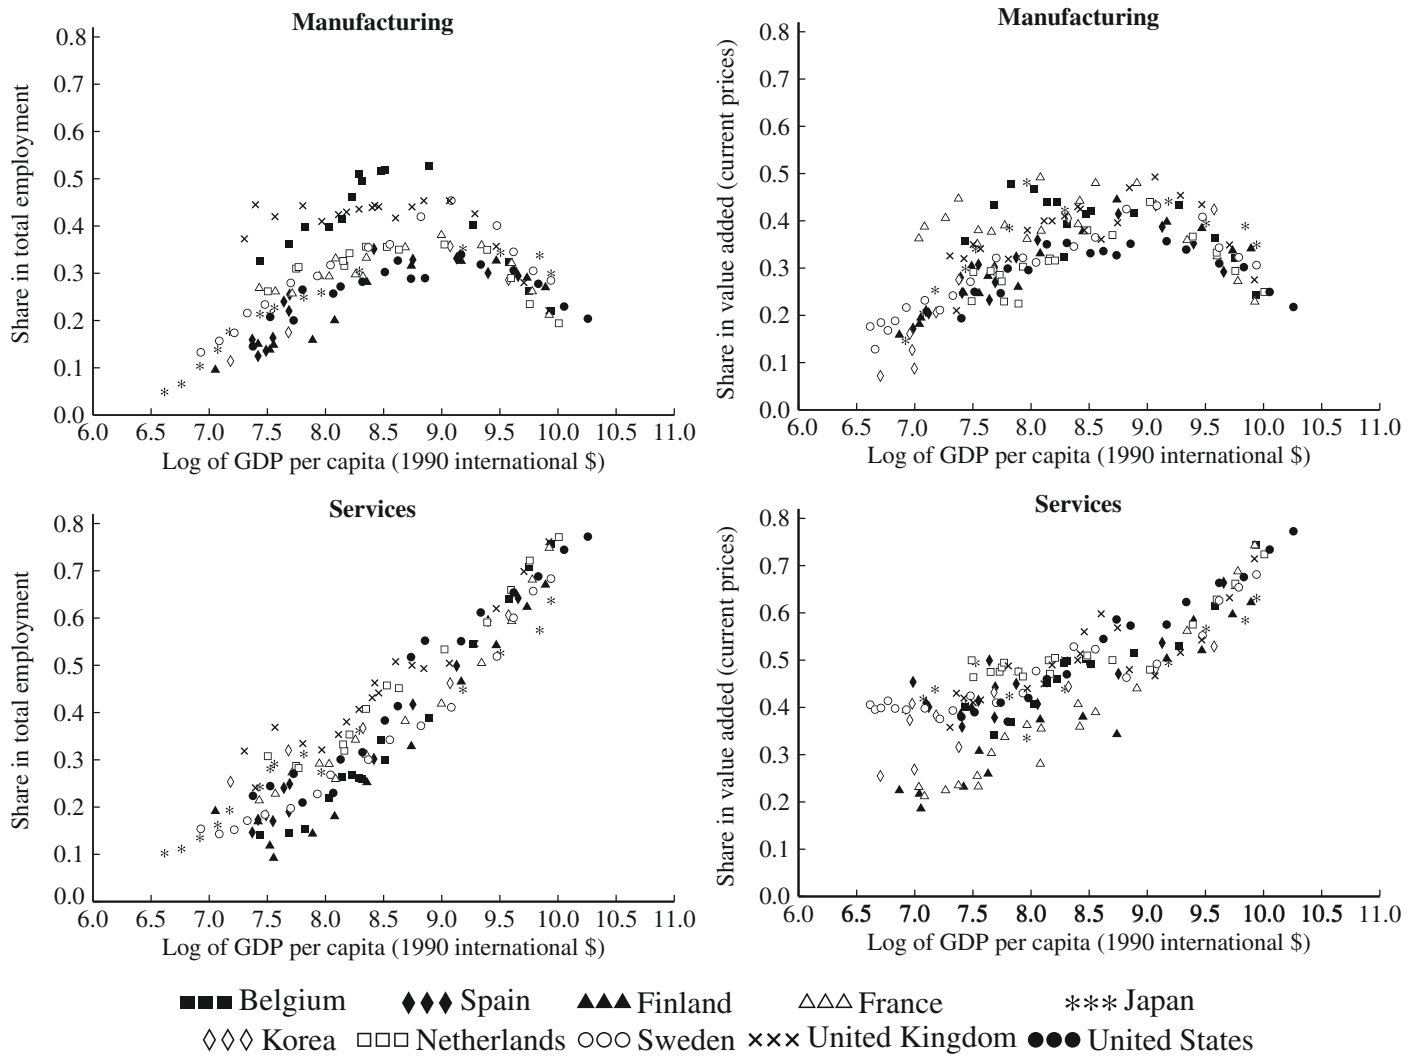 Manufacturing
Share in total employment
0.8
0.7
0.6
0.5
0.4
0.3
0.2
0.1
0.0
6.0 6.5 7.0 7.5 8.0 8.5 9.0 9.5 10.0 10.5 11.0
Log of GDP per capita (1990 international $)
Manufacturing
Share in value added (current prices)
0.8
0.7
0.6
0.5
0.4
0.3
0.2
0.1
0.0
6.0 6.5 7.0 7.5 8.0 8.5 9.0 9.5 10.0 10.5 11.0
Log of GDP per capita (1990 international $)
Services
Share in total employment
0.8
0.7
0.6
0.5
0.4
0.3
0.2
0.1
0.0
6.0 6.5 7.0 7.5 8.0 8.5 9.0 9.5 10.0 10.5 11.0
Log of GDP per capita (1990 international $)
Services
Share in value added (current prices)
0.8
0.7
0.6
0.5
0.4
0.3
0.2
0.1
0.0
6.0 6.5 7.0 7.5 8.0 8.5 9.0 9.5 10.0 10.5 11.0
Log of GDP per capita (1990 international $)
Belgium Spain Finland France Japan
Korea Netherlands Sweden United Kingdom United States